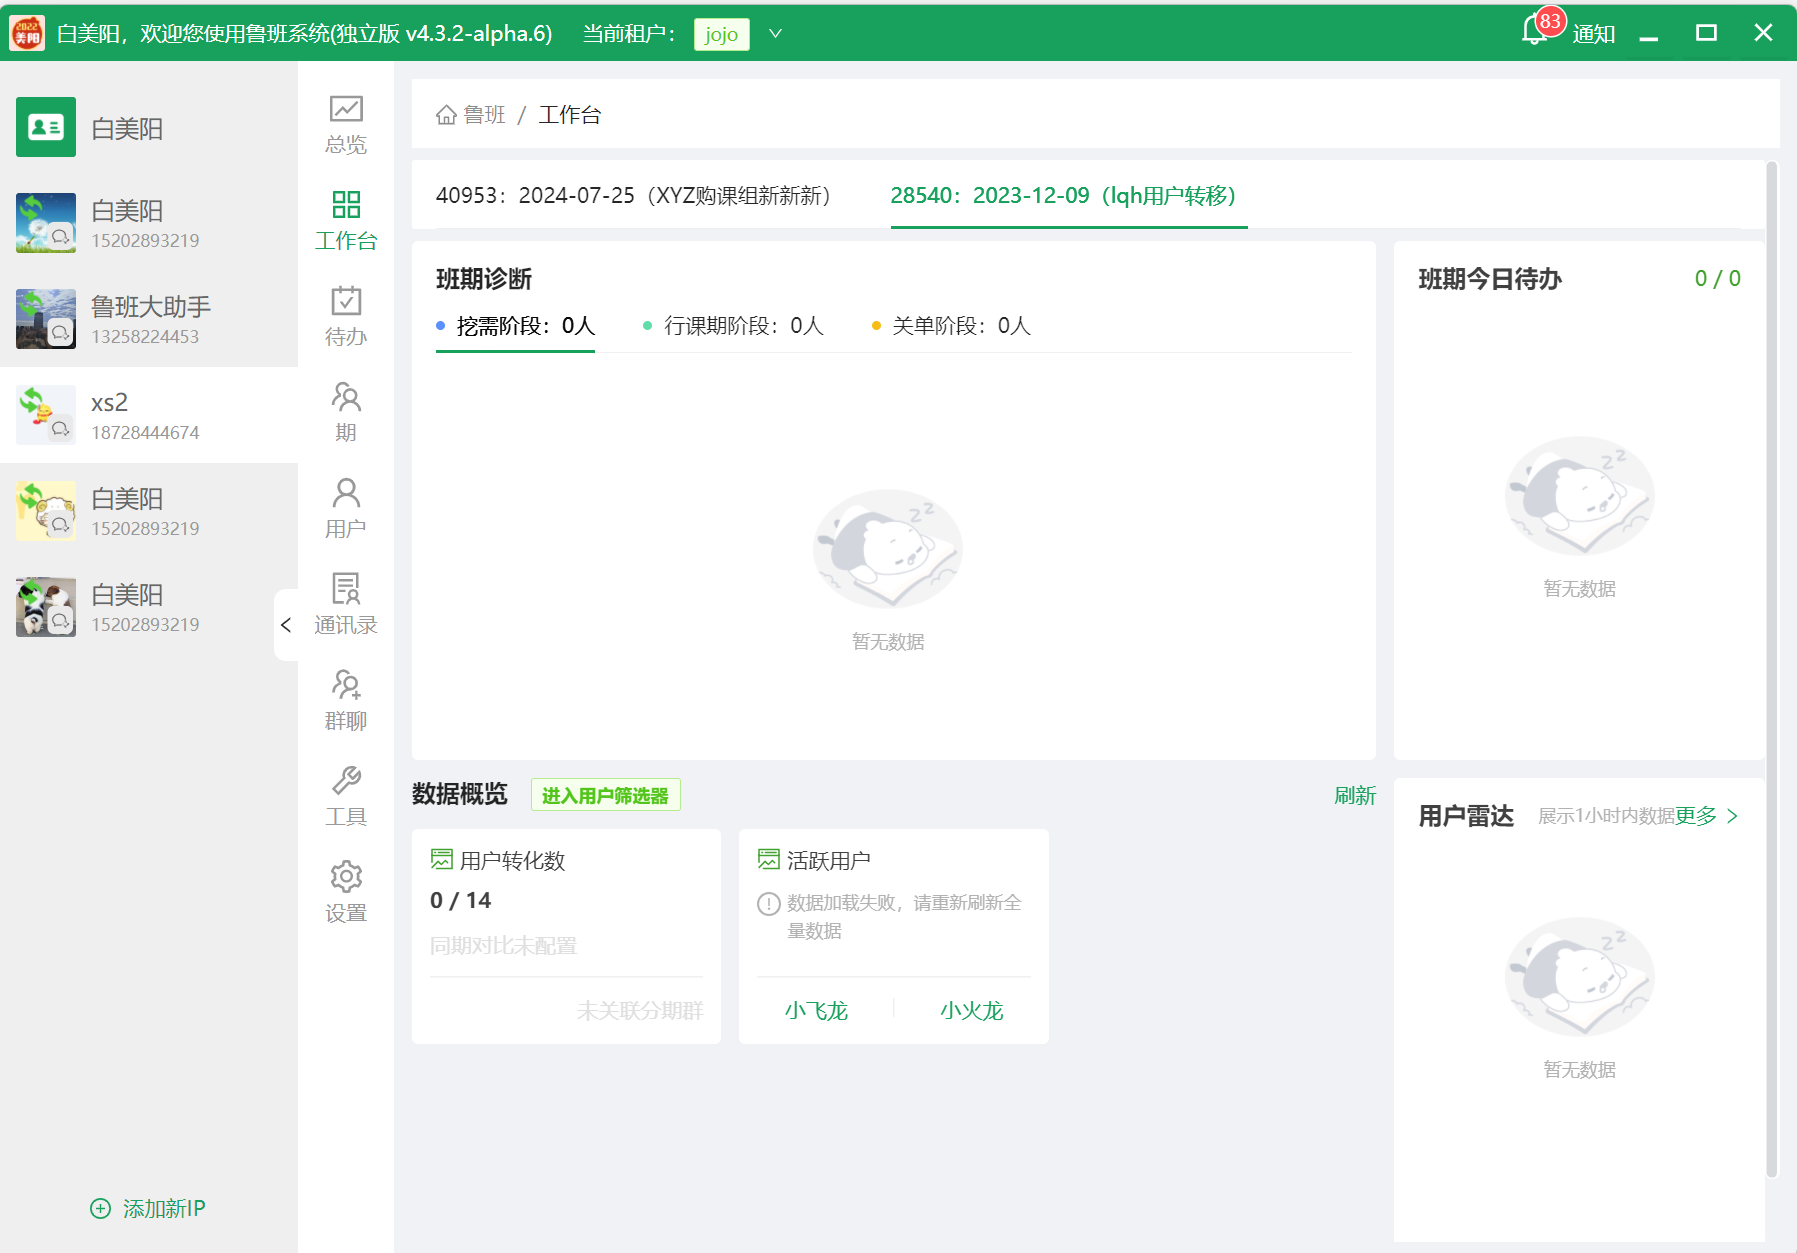 2022
美阳
白美阳，欢迎您使用鲁班系统(独立版 v4.3.2-alpha.6)
当前租户：
jojo
83
通知
白美阳
白美阳
15202893219
鲁班大助手
13258224453
xs2
18728444674
白美阳
15202893219
白美阳
15202893219
添加新IP
总览
工作台
待办
期
用户
通讯录
群聊
工具
设置
鲁班 / 工作台
40953：2024-07-25（XYZ购课组新新新）
28540：2023-12-09（lqh用户转移）
班期诊断
挖需阶段：0人
行课期阶段：0人
关单阶段：0人
暂无数据
班期今日待办
0 / 0
暂无数据
数据概览
进入用户筛选器
刷新
用户转化数
0 / 14
同期对比未配置
未关联分期群
活跃用户
数据加载失败，请重新刷新全
量数据
小飞龙
小火龙
用户雷达
展示1小时内数据
更多
暂无数据